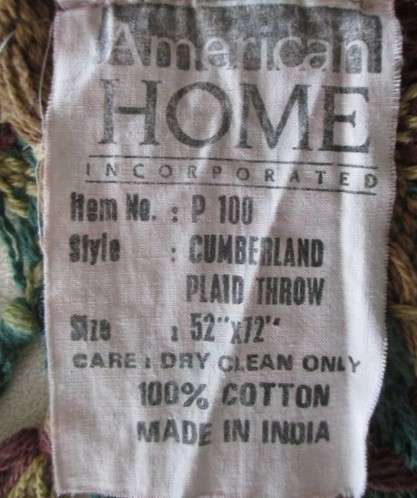 American
HOME
INCORPORATED
Item No. : P 100
Style : CUMBERLAND
PLAID THROW
Size : 52"x72"
CARE : DRY CLEAN ONLY
100% COTTON
MADE IN INDIA